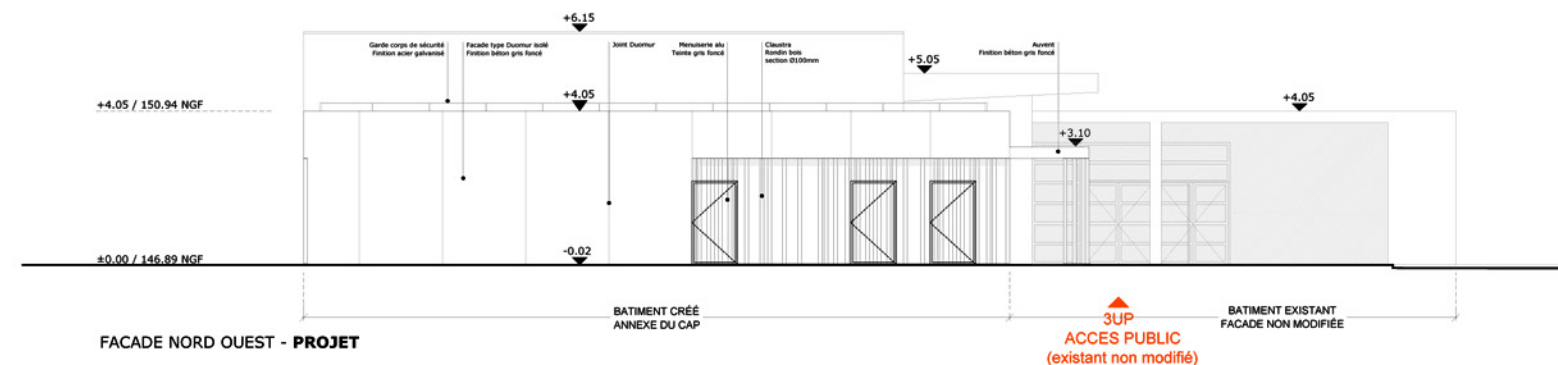 +6.15
Garde corps de sécurité
Finition acier galvanisé
Facade type Duomur isolé
Finition béton gris foncé
Joint Duomur
Menuiserie alu
Teinte gris foncé
Claustra
Rondin bois
section Ø100mm
Auvent
Finition béton gris foncé
+5.05
+4.05 / 150.94 NGF
+4.05
+4.05
+3.10
±0.00 / 146.89 NGF
-0.02
BATIMENT CRÉÉ
ANNEXE DU CAP
BATIMENT EXISTANT
FACADE NON MODIFIÉE
3UP
ACCES PUBLIC
(existant non modifié)
FACADE NORD OUEST - PROJET